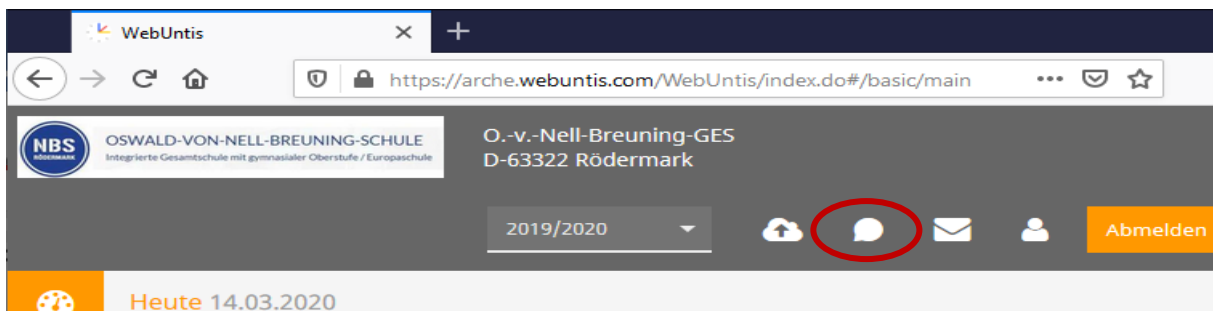 WebUntis
https://arche.webuntis.com/WebUntis/index.do#/basic/main
NBS
RÖDERMARK
OSWALD-VON-NELL-BREUNING-SCHULE
Integrierte Gesamtschule mit gymnasialer Oberstufe / Europaschule
O.-v.-Nell-Breuning-GES
D-63322 Rödermark
2019/2020
Abmelden
Heute 14.03.2020